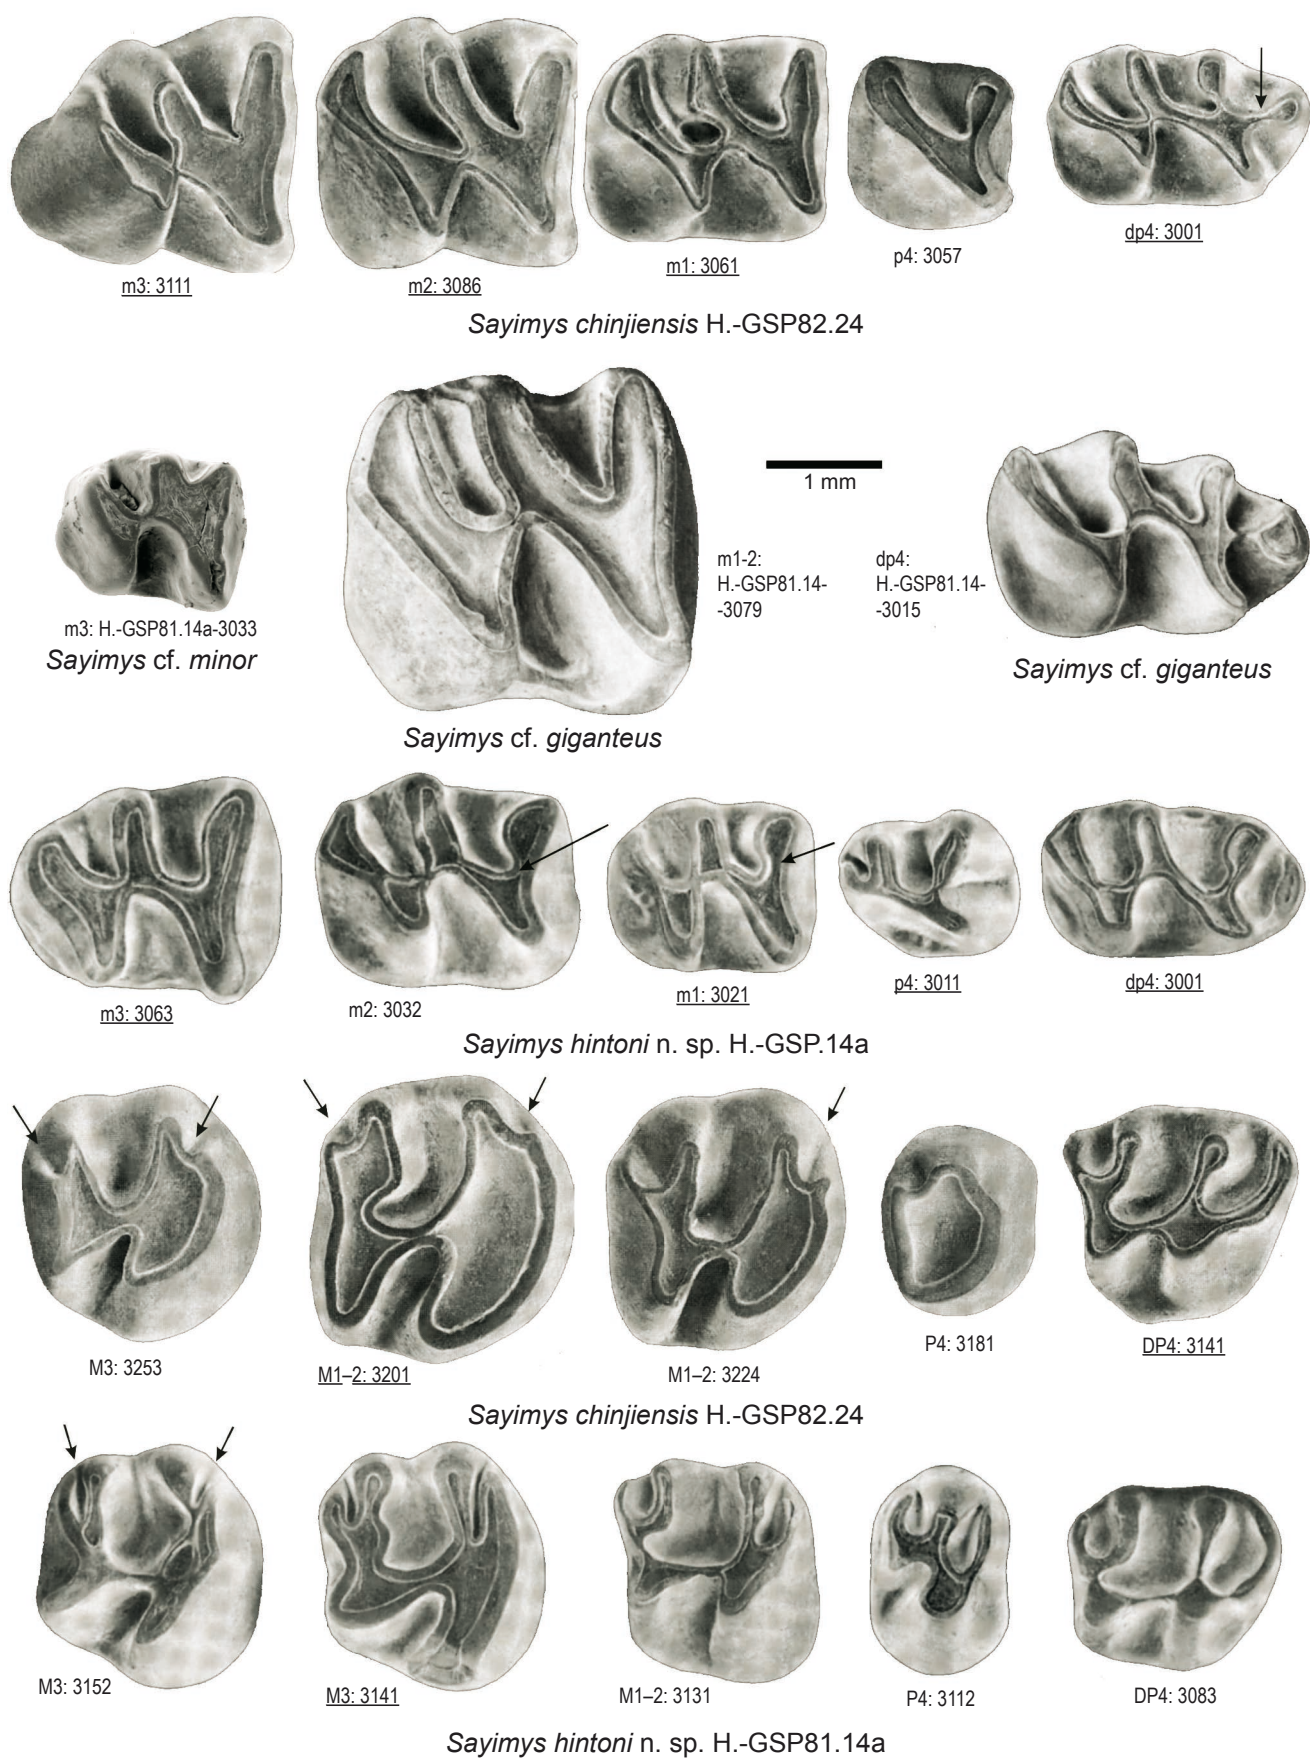 m3: 3111
m2: 3086
m1: 3061
p4: 3057
dp4: 3001
Sayimys chinjiensis H.-GSP82.24
1 mm
m1-2:
H.-GSP81.14-
-3079
dp4:
H.-GSP81.14-
-3015
m3: H.-GSP81.14a-3033
Sayimys cf. minor
Sayimys cf. giganteus
Sayimys cf. giganteus
m3: 3063
m2: 3032
m1: 3021
p4: 3011
dp4: 3001
Sayimys hintoni n. sp. H.-GSP.14a
M3: 3253
M1–2: 3201
M1–2: 3224
P4: 3181
DP4: 3141
Sayimys chinjiensis H.-GSP82.24
M3: 3152
M3: 3141
M1–2: 3131
P4: 3112
DP4: 3083
Sayimys hintoni n. sp. H.-GSP81.14a